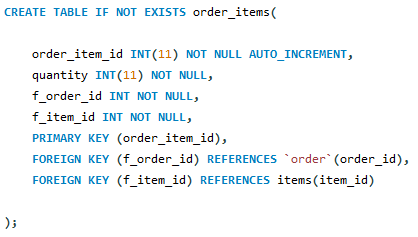 CREATE TABLE IF NOT EXISTS order_items(
order_item_id INT(11) NOT NULL AUTO_INCREMENT,
quantity INT(11) NOT NULL,
f_order_id INT NOT NULL,
f_item_id INT NOT NULL,
PRIMARY KEY (order_item_id),
FOREIGN KEY (f_order_id) REFERENCES `order`(order_id),
FOREIGN KEY (f_item_id) REFERENCES items(item_id)
);